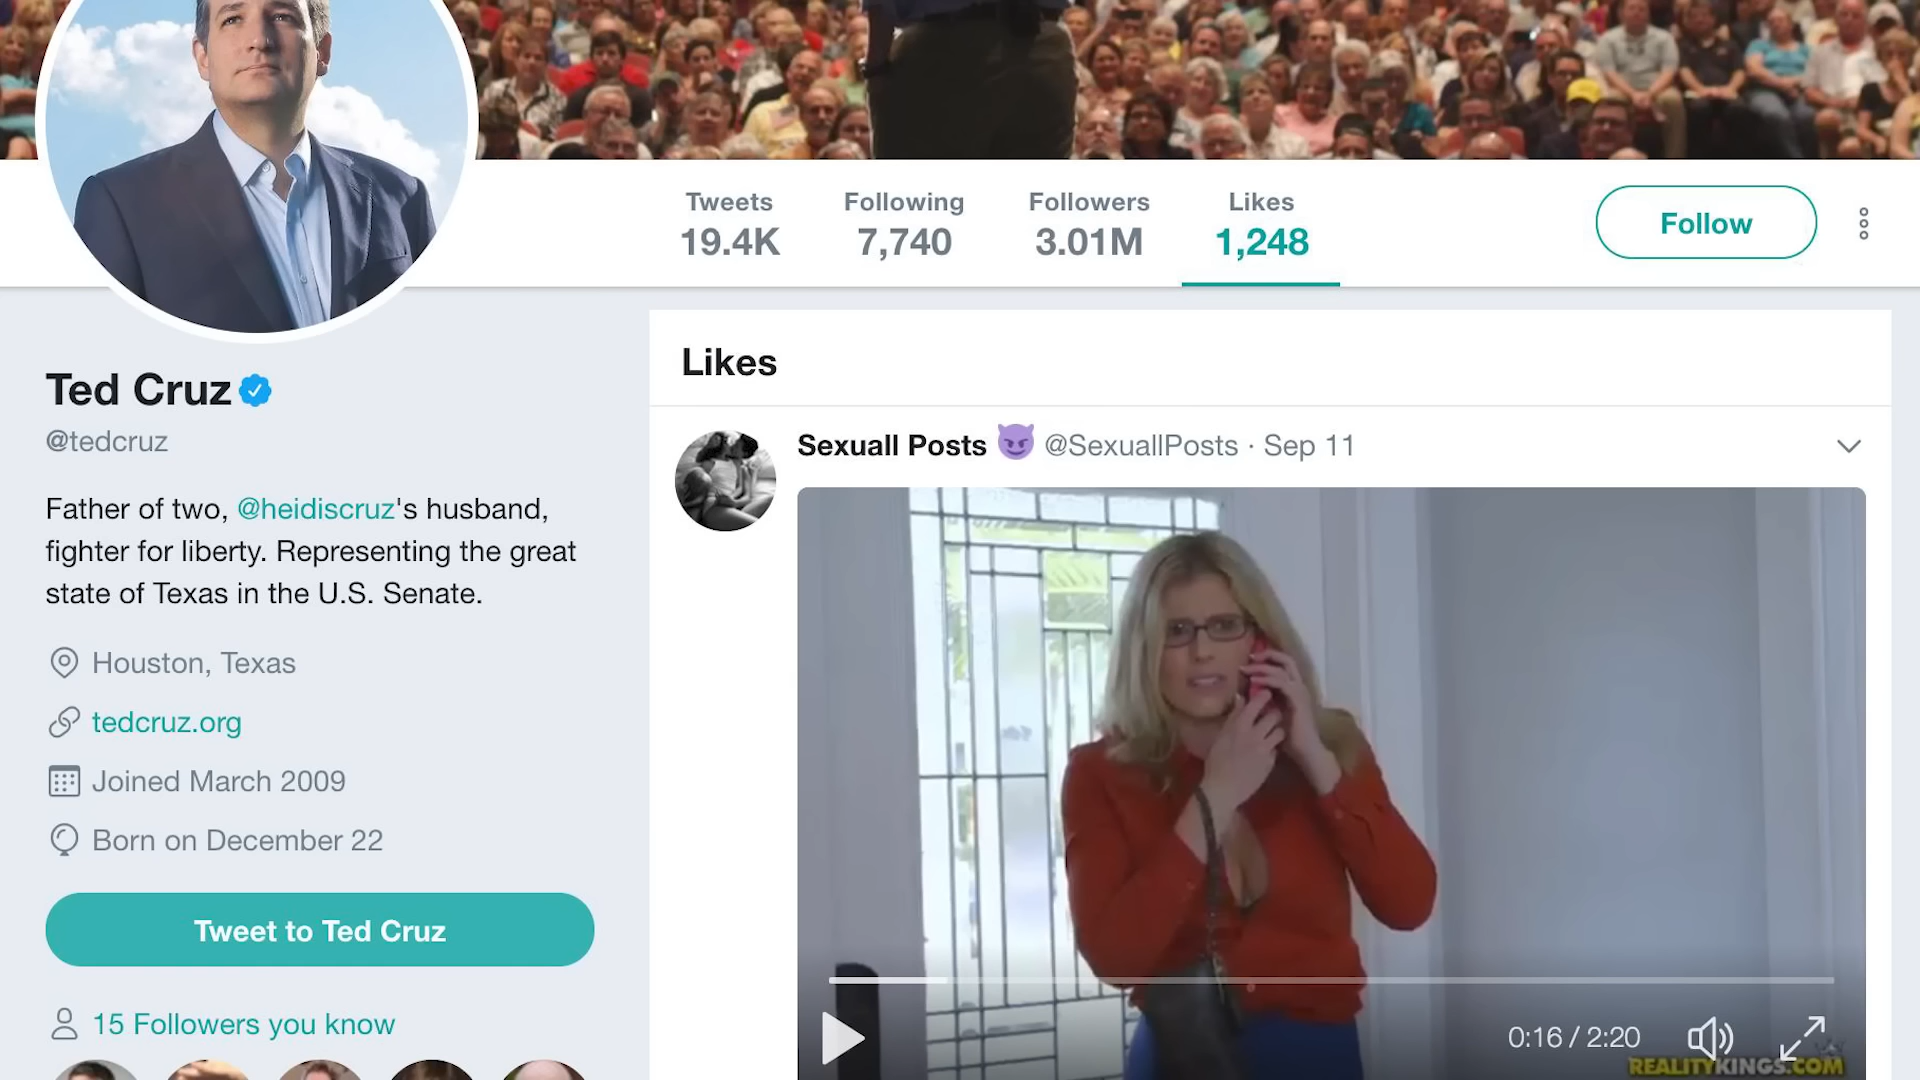 Tweets
19.4K
Following
7,740
Followers
3.01M
Likes
1,248
Follow
Ted Cruz
@tedcruz
Father of two, @heidiscruz's husband,
fighter for liberty. Representing the great
state of Texas in the U.S. Senate.
Houston, Texas
tedcruz.org
Joined March 2009
Born on December 22
Tweet to Ted Cruz
15 Followers you know
Likes
Sexuall Posts 😈 @SexuallPosts · Sep 11
0:16 / 2:20
REALITYKINGS.COM